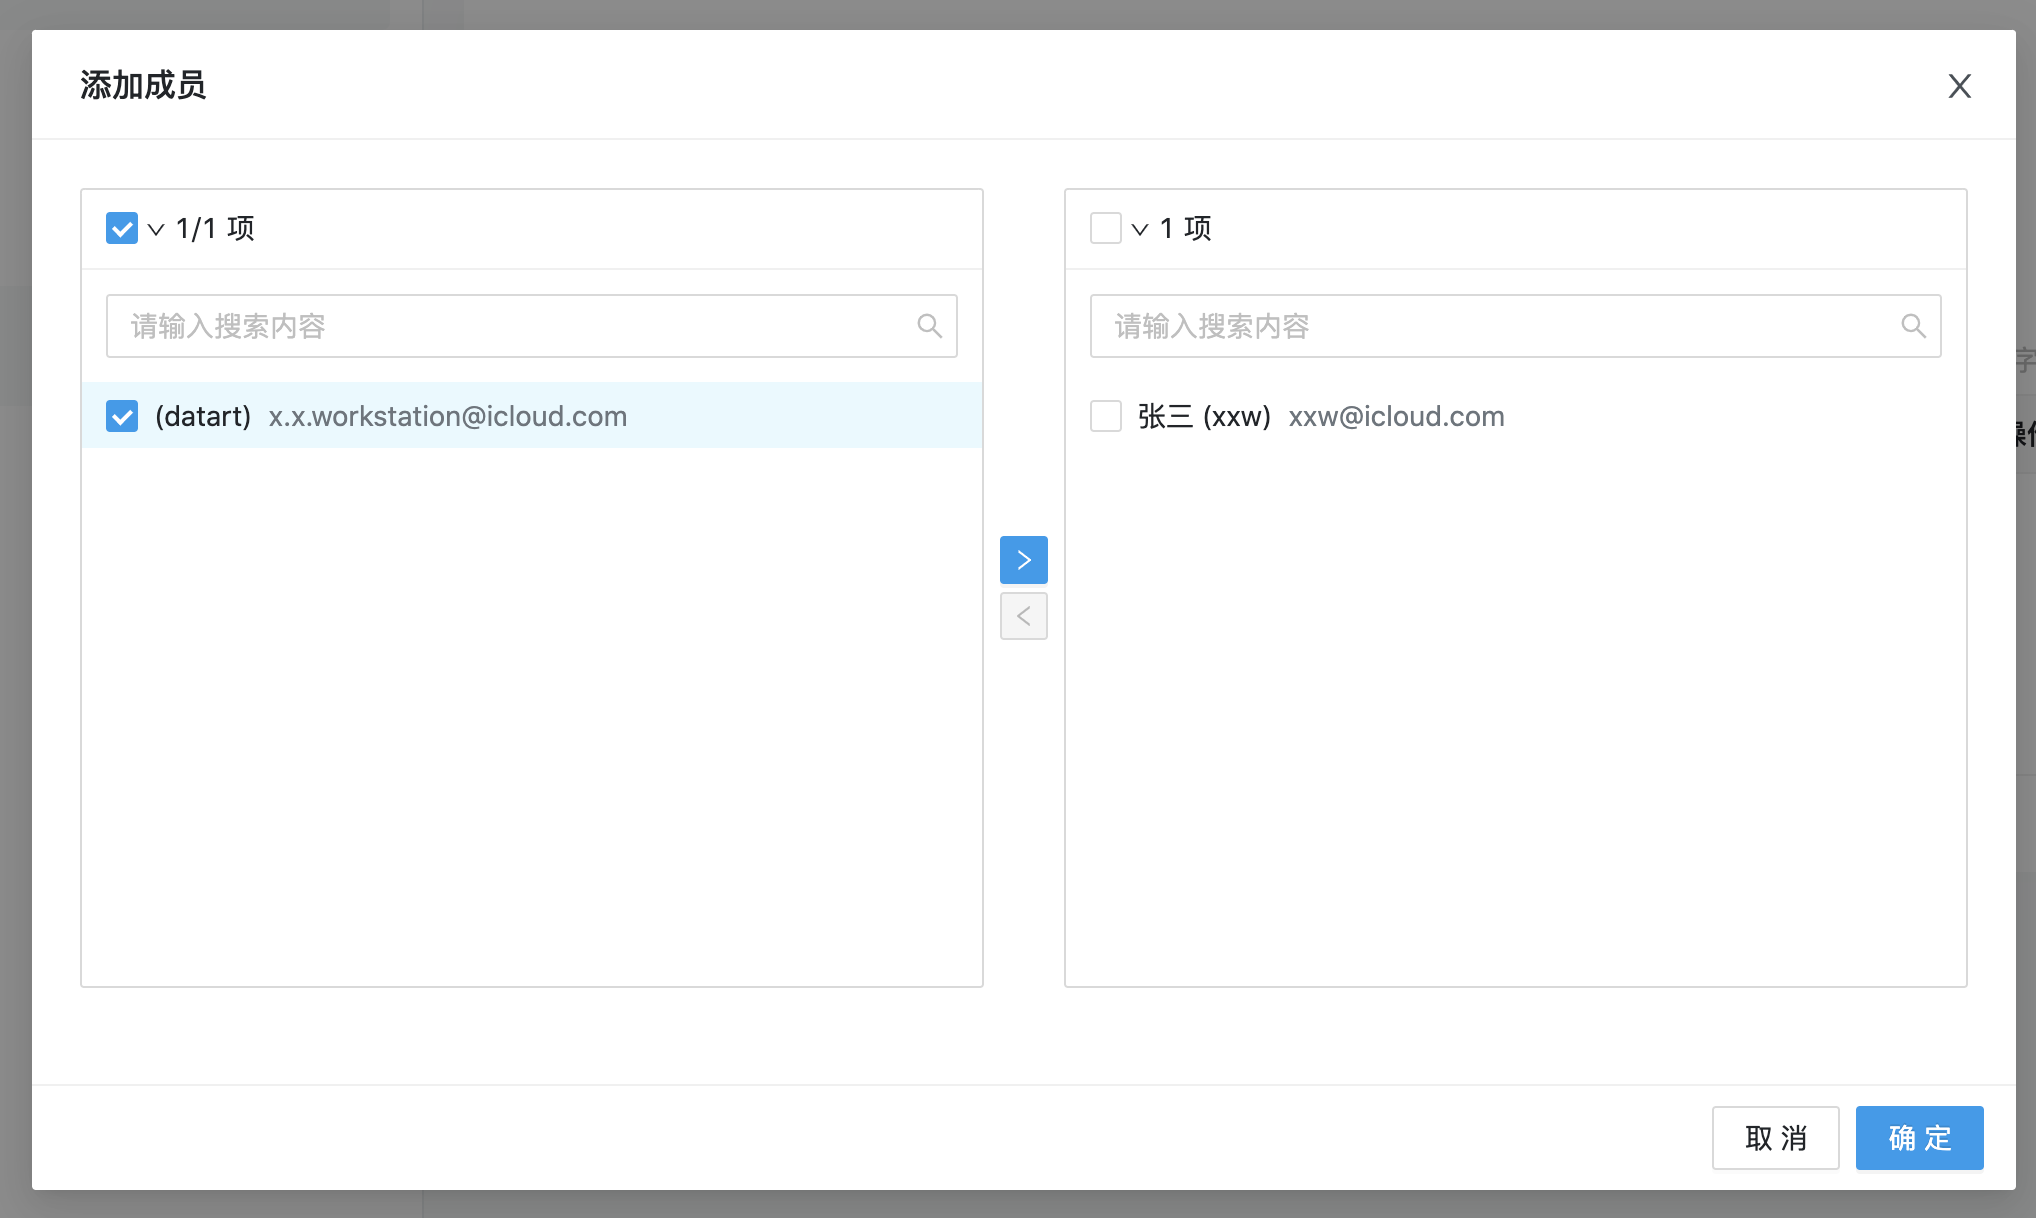 添加成员
1/1 项
请输入搜索内容
(datart) x.x.workstation@icloud.com
1 项
请输入搜索内容
张三 (xxw) xxw@icloud.com
取 消
确 定